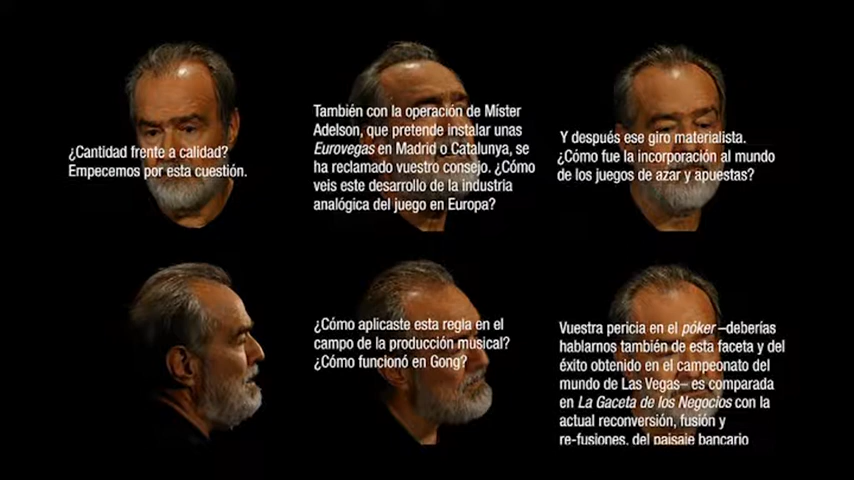 ¿Cantidad frente a calidad?
Empecemos por esta cuestión.
También con la operación de Míster
Adelson, que pretende instalar unas
Eurovegas en Madrid o Catalunya, se
ha reclamado vuestro consejo. ¿Cómo
veis este desarrollo de la industria
analógica del juego en Europa?
Y después ese giro materialista.
¿Cómo fue la incorporación al mundo
de los juegos de azar y apuestas?
¿Cómo aplicaste esta regla en el
campo de la producción musical?
¿Cómo funcionó en Gong?
Vuestra pericia en el póker –deberías
hablarnos también de esta faceta y del
éxito obtenido en el campeonato del
mundo de Las Vegas– es comparada
en La Gaceta de los Negocios con la
actual reconversión, fusión y
re-fusiones, del paisaje bancario